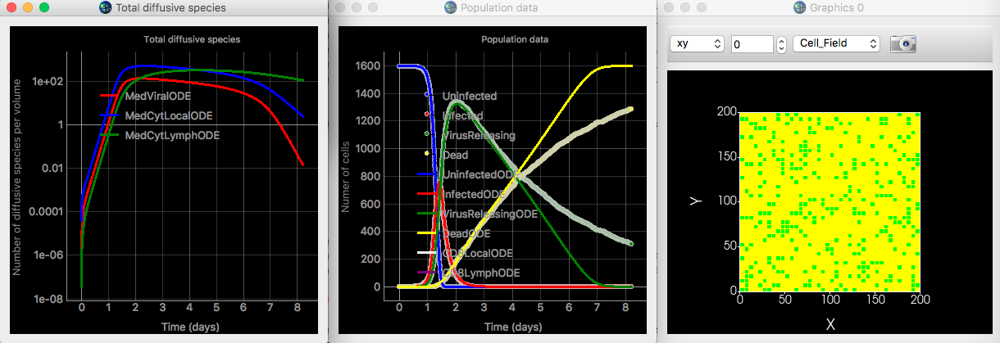 Total diffusive species
Total diffusive species
Number of diffusive species per volume
1e+02
1
0.01
0.0001
1e-06
1e-08
MedViralODE
MedCytLocalODE
MedCytLymphODE
0 1 2 3 4 5 6 7 8
Time (days)
Population data
Population data
Numer of cells
1600
1400
1200
1000
800
600
400
200
0
Uninfected
Infected
VirusReleasing
Dead
UninfectedODE
InfectedODE
VirusReleasingODE
DeadODE
CD8LocalODE
CD8LymphODE
0 1 2 3 4 5 6 7 8
Time (days)
Graphics 0
xy
0
Cell_Field
200
150
100
50
0
Y
0 50 100 150 200
X